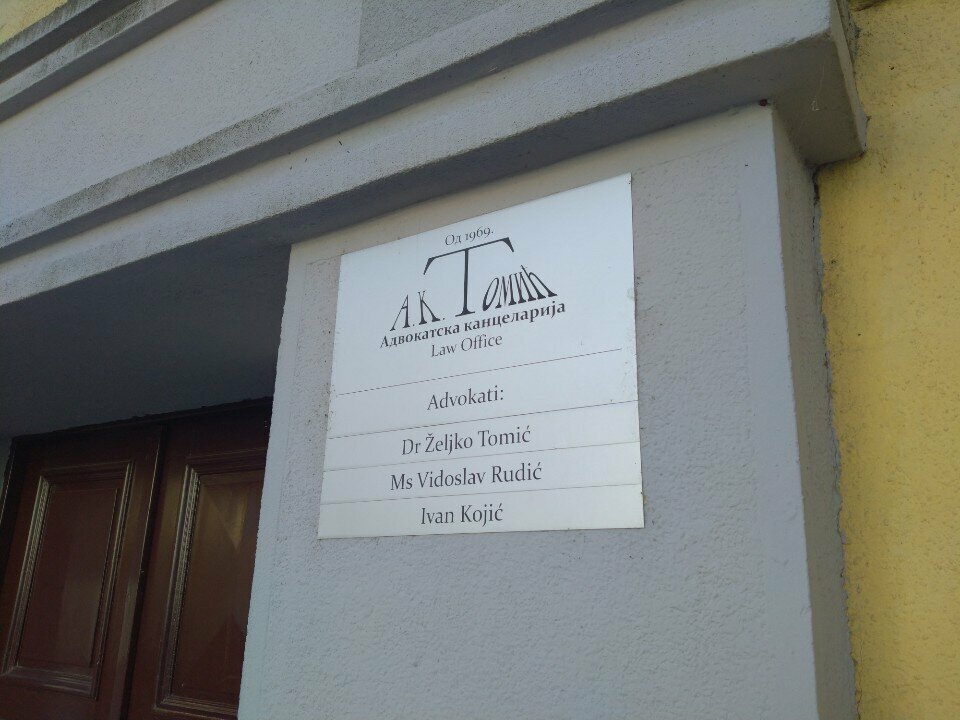 Од 1969.
А.К. Томић
Адвокатска канцеларија
Law Office
Advokati:
Dr Željko Tomić
Ms Vidoslav Rudić
Ivan Kojić